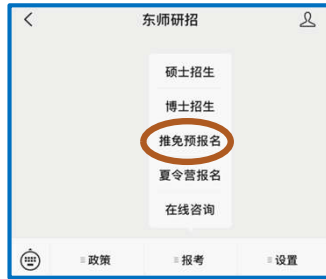 东师研招
硕士招生
博士招生
推免预报名
夏令营报名
在线咨询
政策
报考
设置